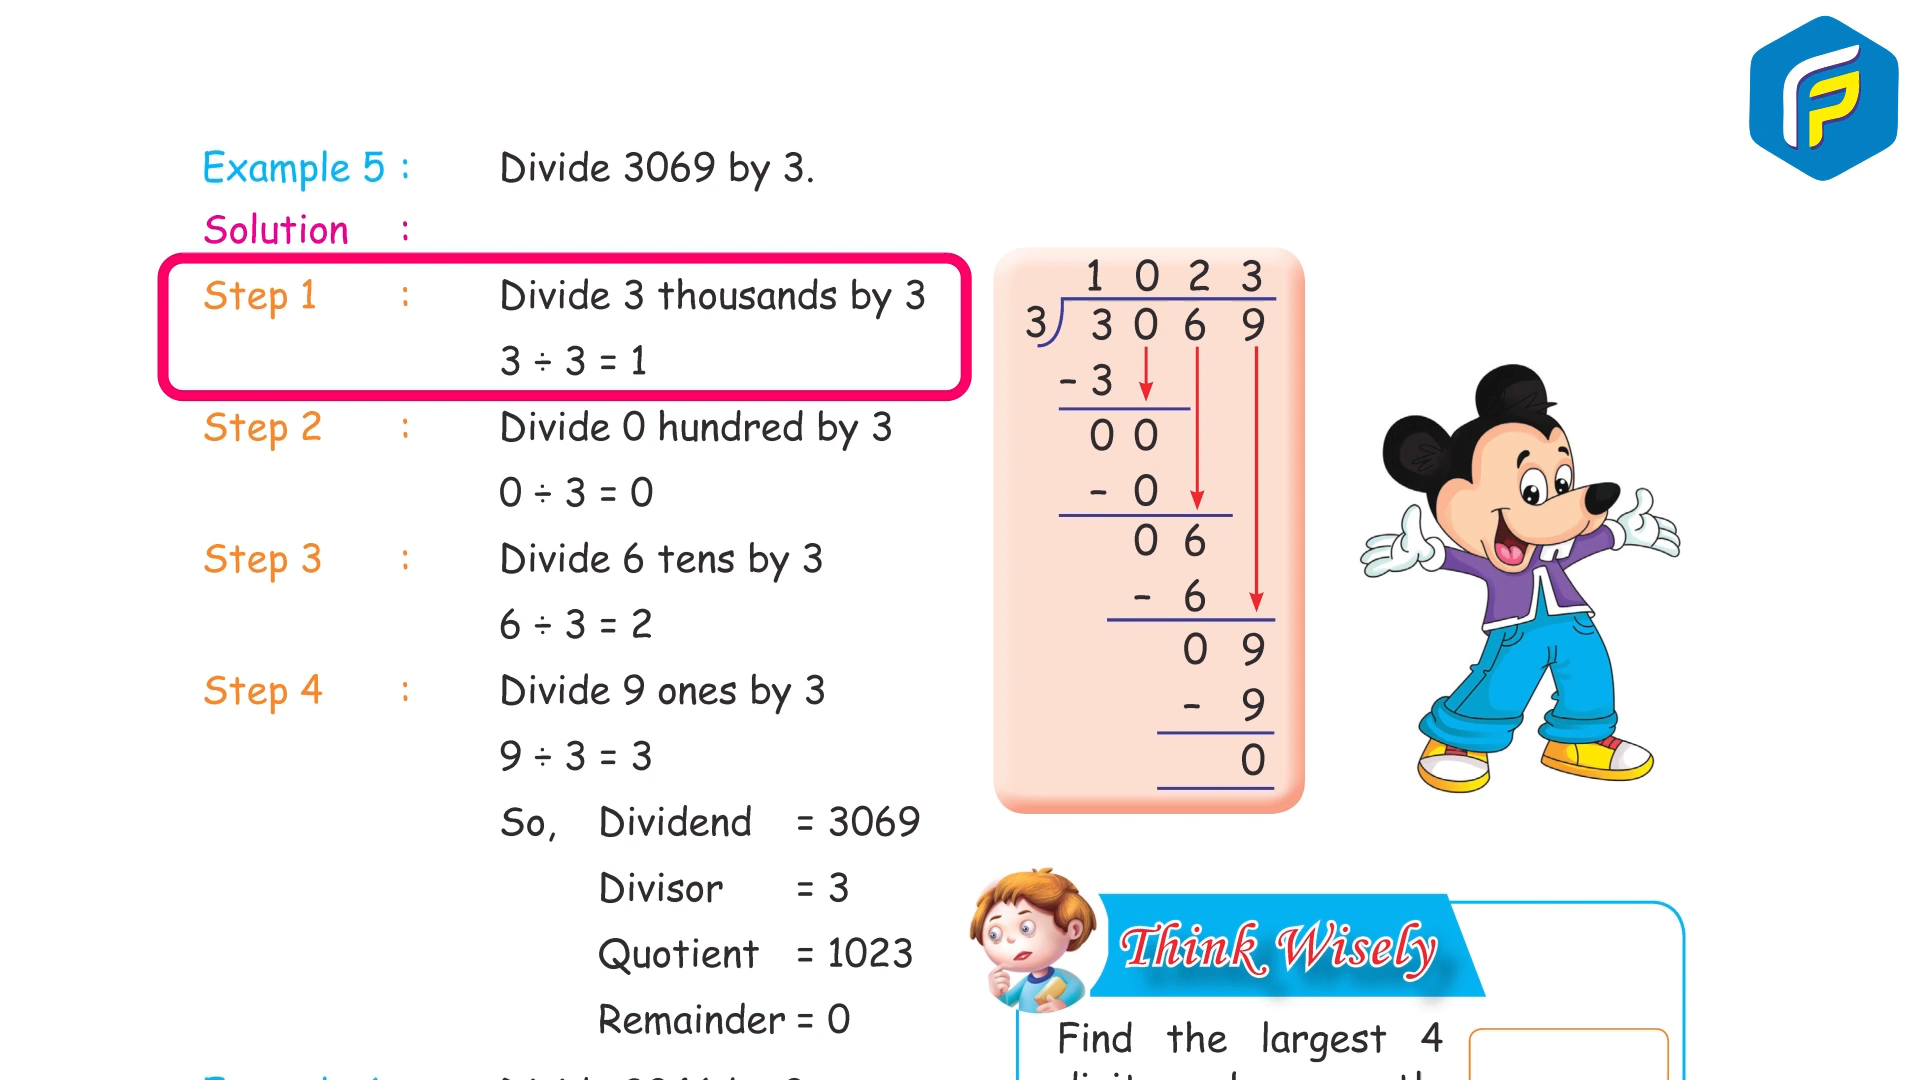 Example 5 : Divide 3069 by 3.
Solution :
Step 1 : Divide 3 thousands by 3
3 ÷ 3 = 1
Step 2 : Divide 0 hundred by 3
0 ÷ 3 = 0
Step 3 : Divide 6 tens by 3
6 ÷ 3 = 2
Step 4 : Divide 9 ones by 3
9 ÷ 3 = 3
So, Dividend = 3069
Divisor = 3
Quotient = 1023
Remainder = 0
1 0 2 3
3 3 0 6 9
- 3
0 0
- 0
0 6
- 6
0 9
- 9
0
Think Wisely
Find the largest 4